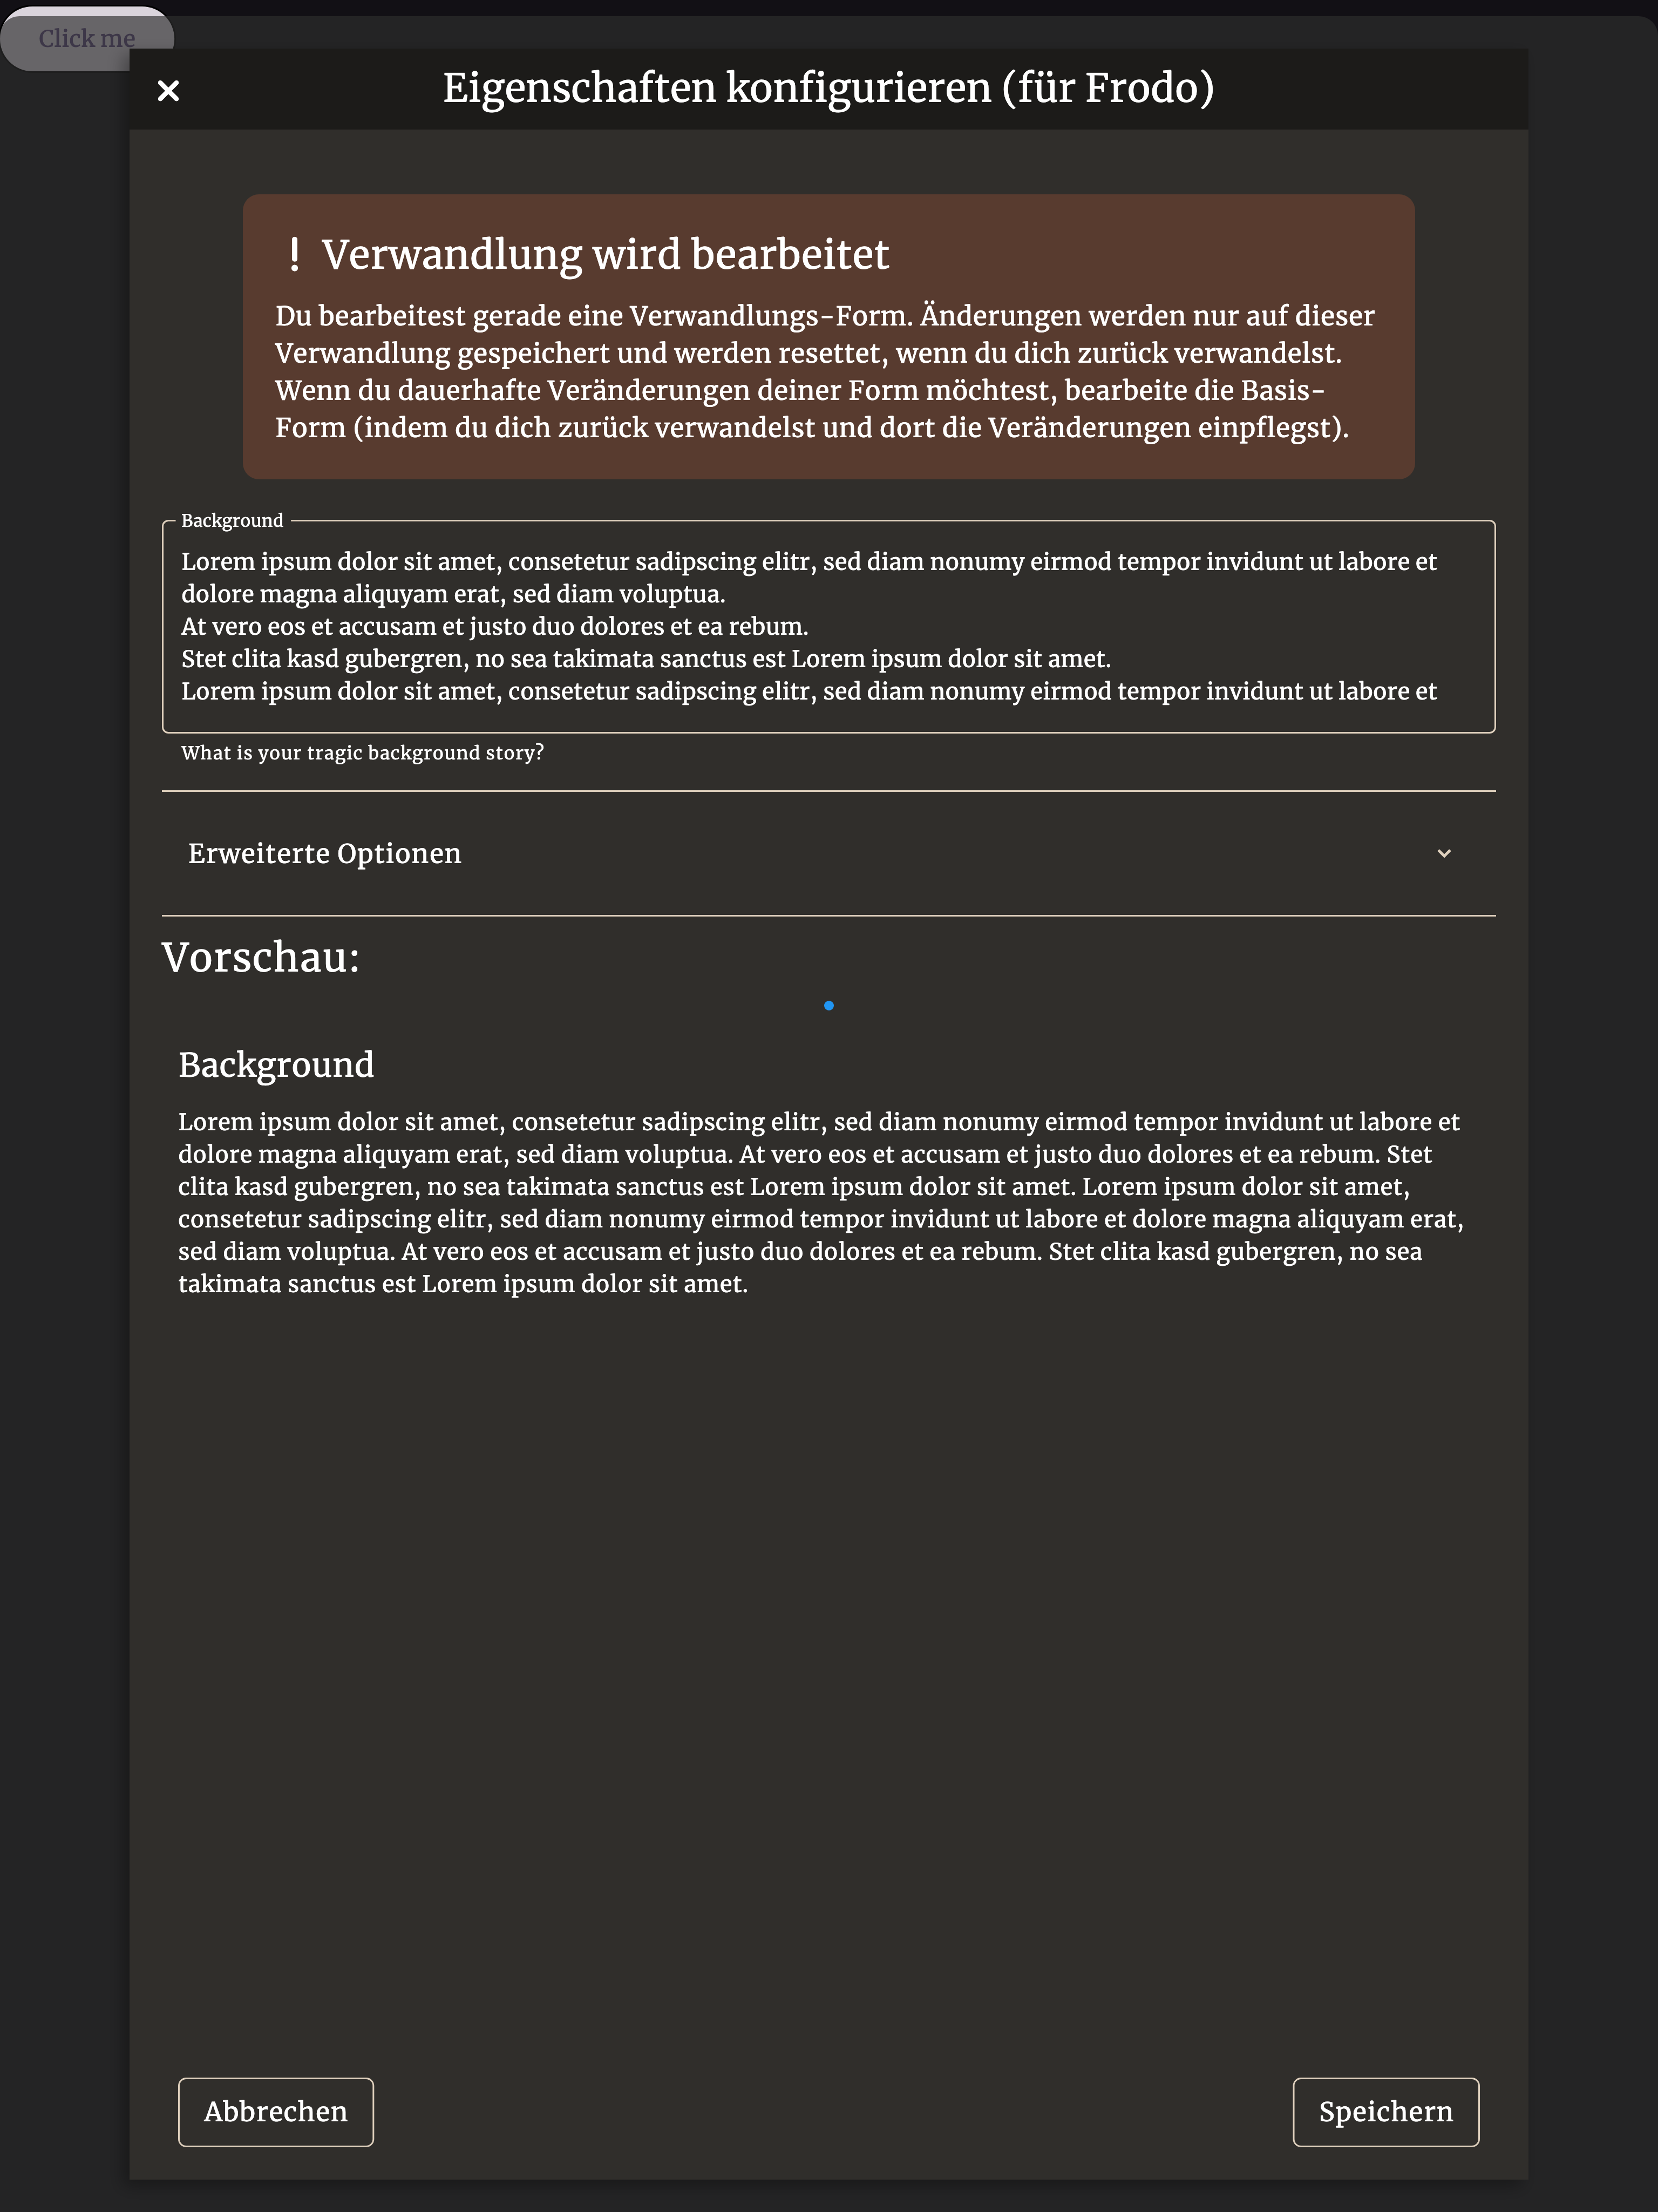 Click me
Eigenschaften konfigurieren (für Frodo)
! Verwandlung wird bearbeitet
Du bearbeitest gerade eine Verwandlungs-Form. Änderungen werden nur auf dieser
Verwandlung gespeichert und werden resettet, wenn du dich zurück verwandelst.
Wenn du dauerhafte Veränderungen deiner Form möchtest, bearbeite die Basis-
Form (indem du dich zurück verwandelst und dort die Veränderungen einpflegst).
Background
Lorem ipsum dolor sit amet, consetetur sadipscing elitr, sed diam nonumy eirmod tempor invidunt ut labore et
dolore magna aliquyam erat, sed diam voluptua.
At vero eos et accusam et justo duo dolores et ea rebum.
Stet clita kasd gubergren, no sea takimata sanctus est Lorem ipsum dolor sit amet.
Lorem ipsum dolor sit amet, consetetur sadipscing elitr, sed diam nonumy eirmod tempor invidunt ut labore et
What is your tragic background story?
Erweiterte Optionen
Vorschau:
Background
Lorem ipsum dolor sit amet, consetetur sadipscing elitr, sed diam nonumy eirmod tempor invidunt ut labore et
dolore magna aliquyam erat, sed diam voluptua. At vero eos et accusam et justo duo dolores et ea rebum. Stet
clita kasd gubergren, no sea takimata sanctus est Lorem ipsum dolor sit amet. Lorem ipsum dolor sit amet,
consetetur sadipscing elitr, sed diam nonumy eirmod tempor invidunt ut labore et dolore magna aliquyam erat,
sed diam voluptua. At vero eos et accusam et justo duo dolores et ea rebum. Stet clita kasd gubergren, no sea
takimata sanctus est Lorem ipsum dolor sit amet.
Abbrechen
Speichern